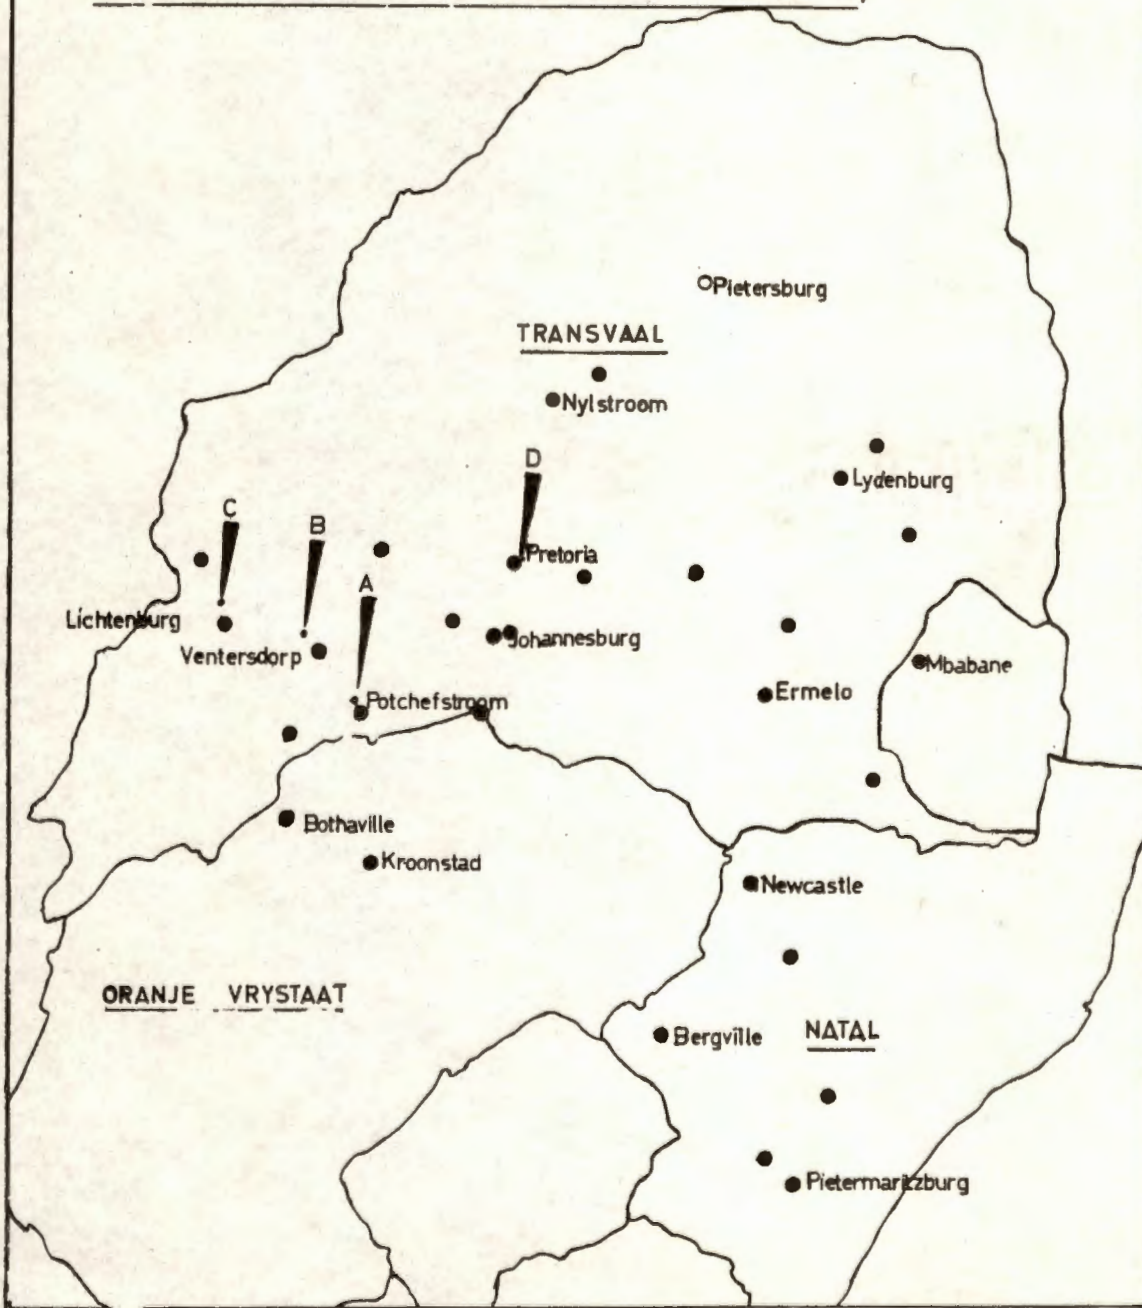 Pietersburg
TRANSVAAL
Nylstroom
D
Lydenburg
C
B
Pretoria
A
Lichtenburg
Johannesburg
Ventersdorp
Mbabane
Potchefstroom
Ermelo
Bothaville
Kroonstad
Newcastle
ORANJE VRYSTAAT
Bergville
NATAL
Pietermaritzburg